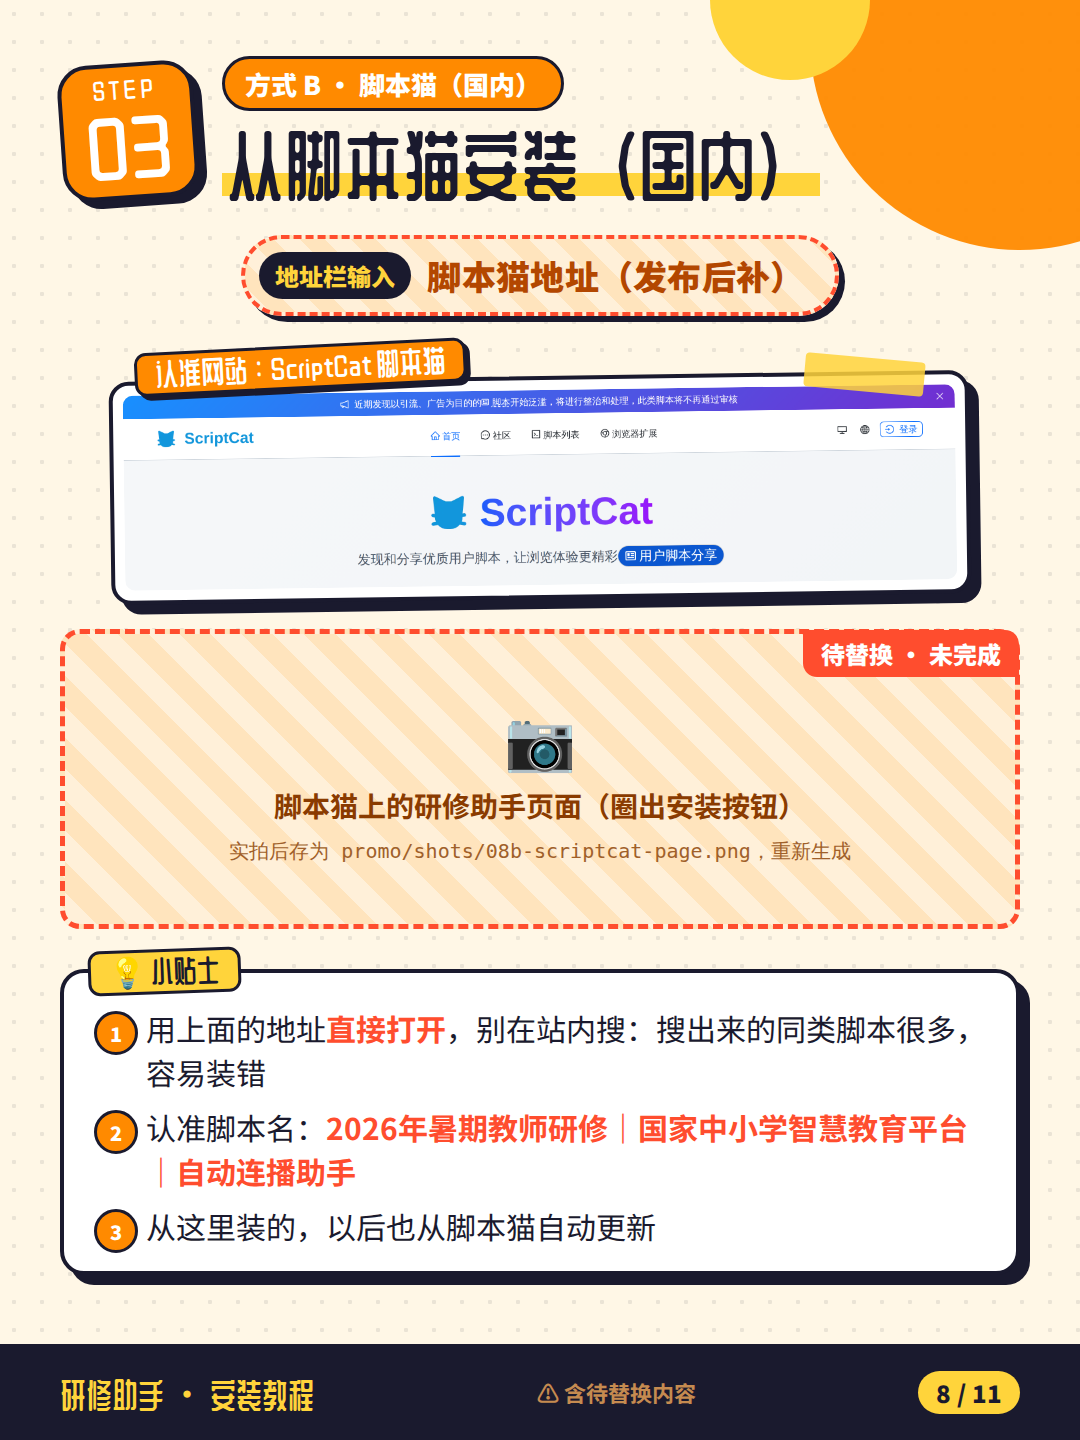 STEP
03
方式 B · 脚本猫（国内）
从脚本猫安装（国内）
地址栏输入 脚本猫地址（发布后补）
认准网站：ScriptCat 脚本猫
近期发现以引流、广告为目的的脚本开始泛滥，将进行整治和处理，此类脚本将不再通过审核
ScriptCat 首页 社区 脚本列表 浏览器扩展 登录
ScriptCat
发现和分享优质用户脚本，让浏览体验更精彩 用户脚本分享
待替换 · 未完成
脚本猫上的研修助手页面（圈出安装按钮）
实拍后存为 promo/shots/08b-scriptcat-page.png，重新生成
小贴士
1 用上面的地址直接打开，别在站内搜：搜出来的同类脚本很多，
容易装错
2 认准脚本名：2026年暑期教师研修｜国家中小学智慧教育平台
｜自动连播助手
3 从这里装的，以后也从脚本猫自动更新
研修助手 · 安装教程
⚠ 含待替换内容
8 / 11